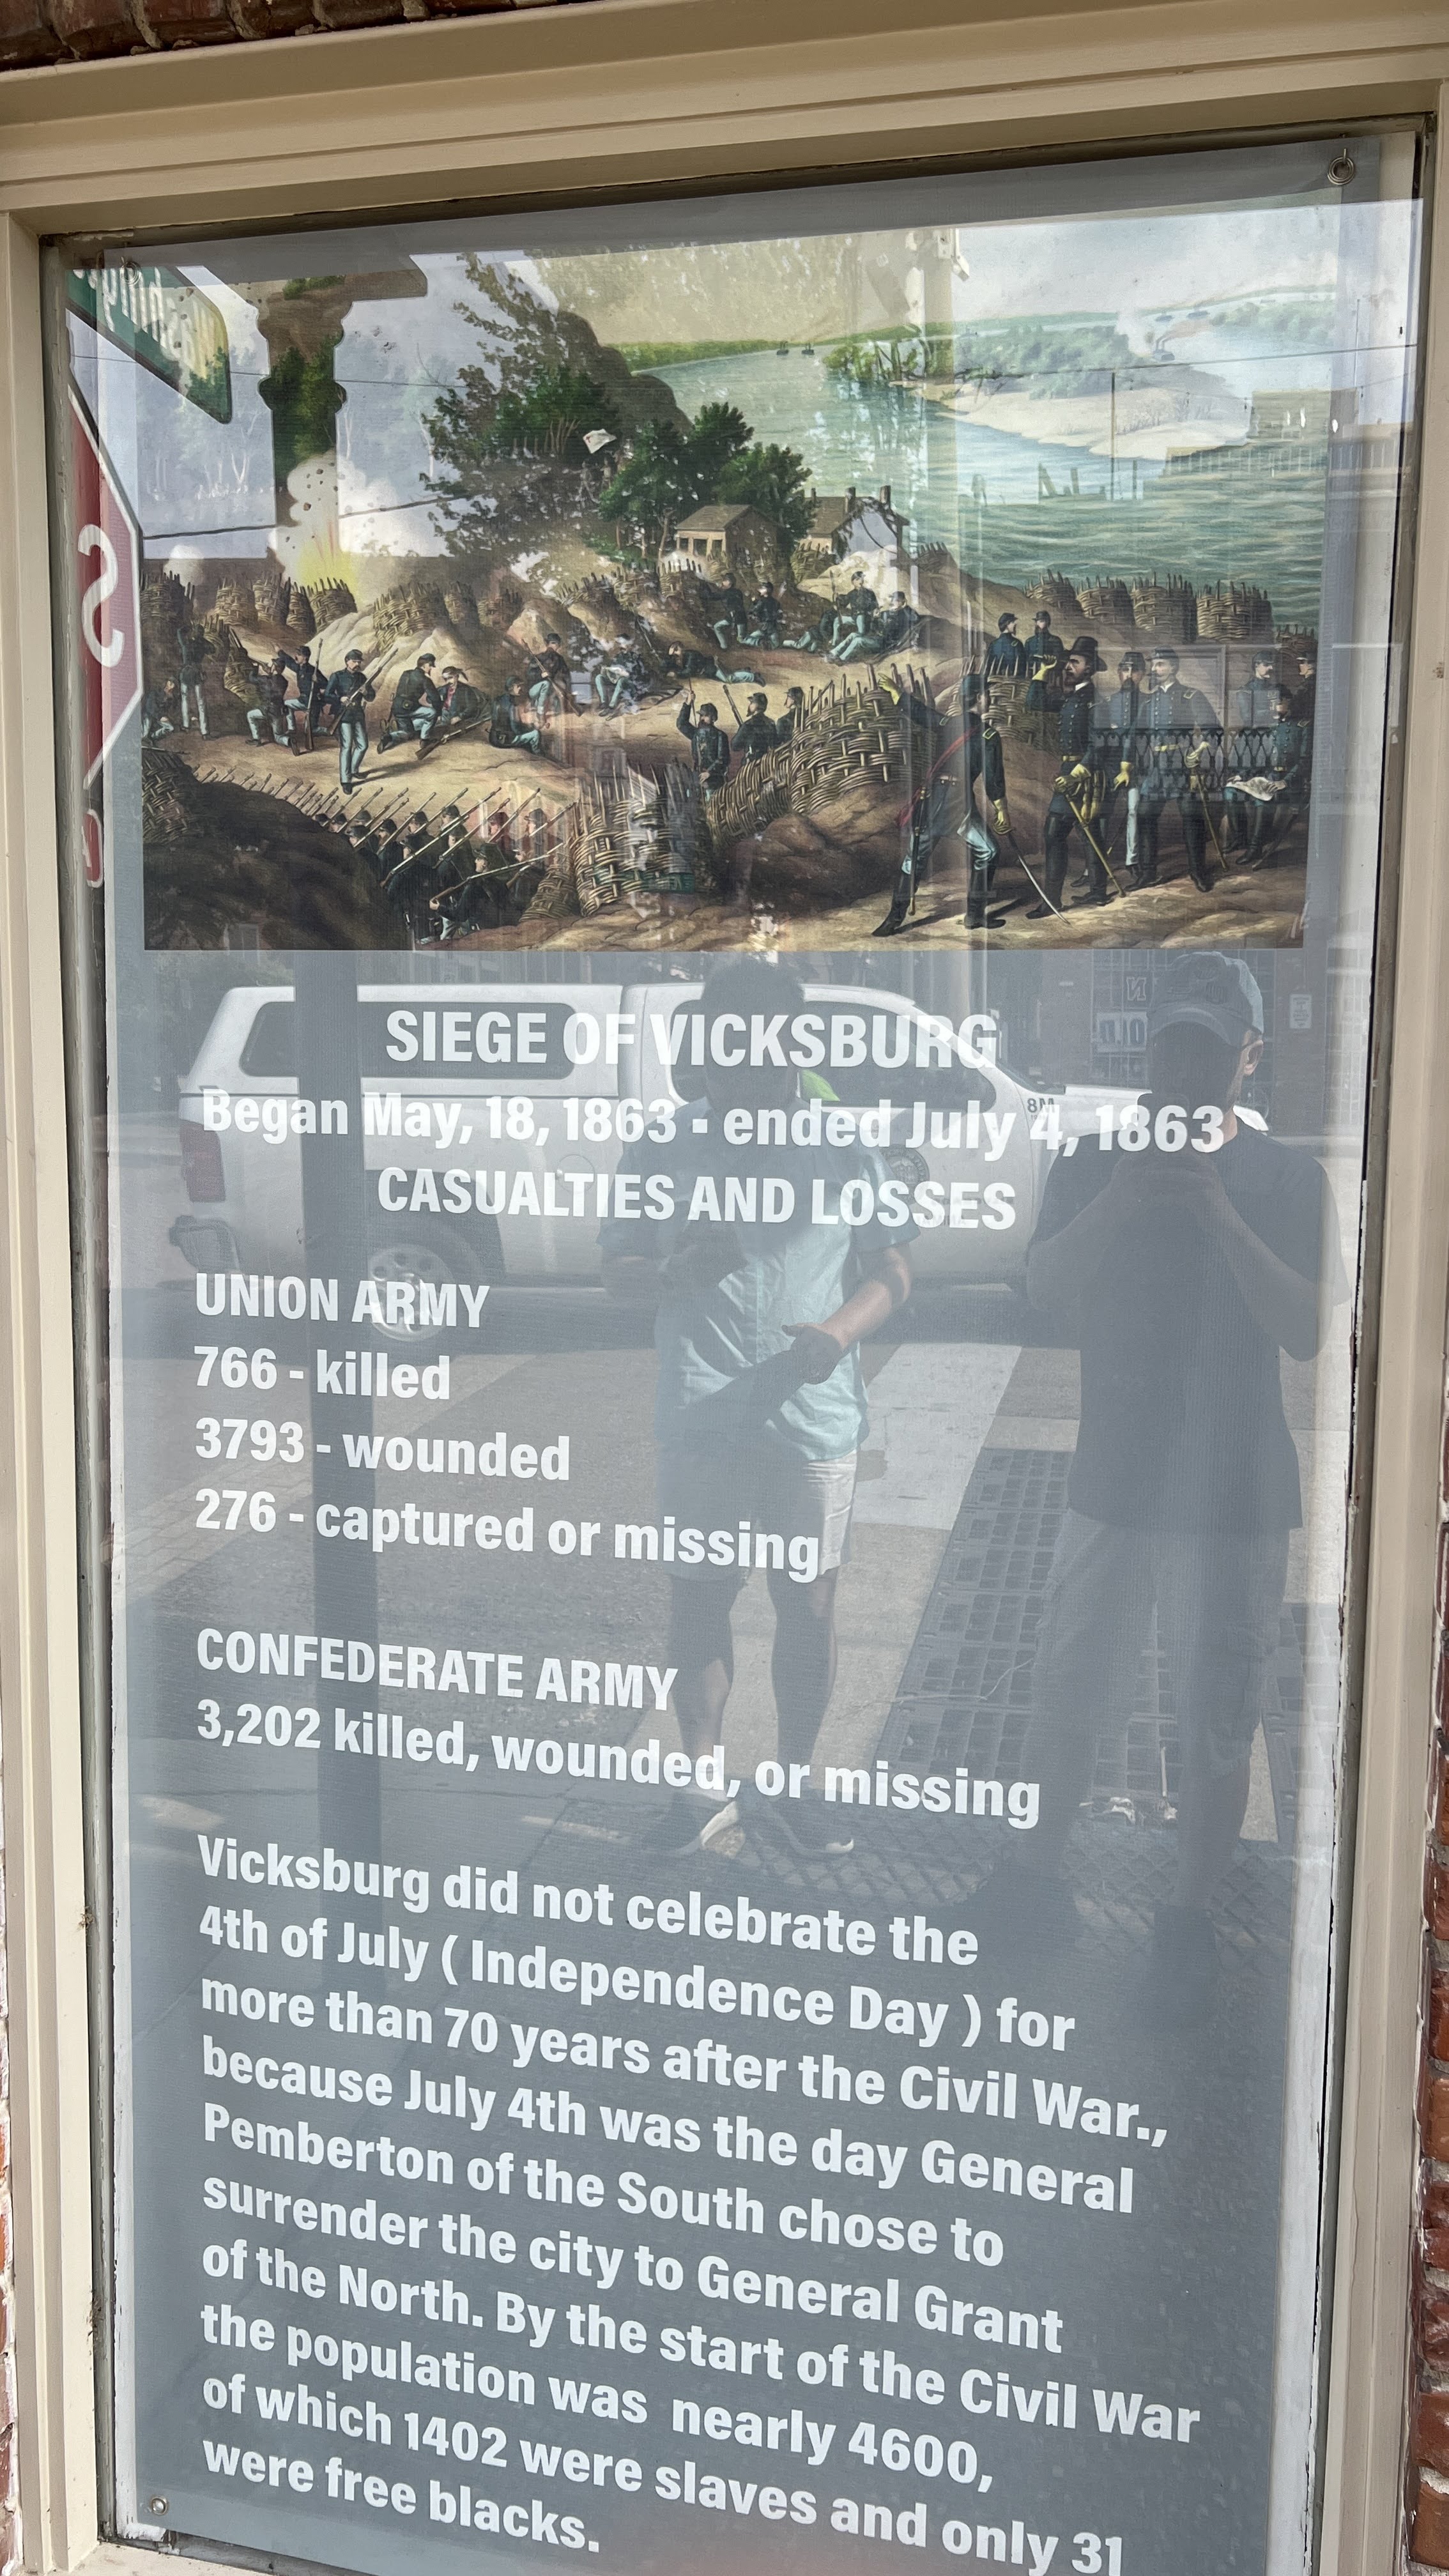 SIEGE OF VICKSBURG
Began May, 18, 1863 - ended July 4, 1863
CASUALTIES AND LOSSES
UNION ARMY
766 - killed
3793 - wounded
276 - captured or missing
CONFEDERATE ARMY
3,202 killed, wounded, or missing
Vicksburg did not celebrate the
4th of July ( Independence Day ) for
more than 70 years after the Civil War.,
because July 4th was the day General
Pemberton of the South chose to
surrender the city to General Grant
of the North. By the start of the Civil War
the population was nearly 4600,
of which 1402 were slaves and only 31
were free blacks.